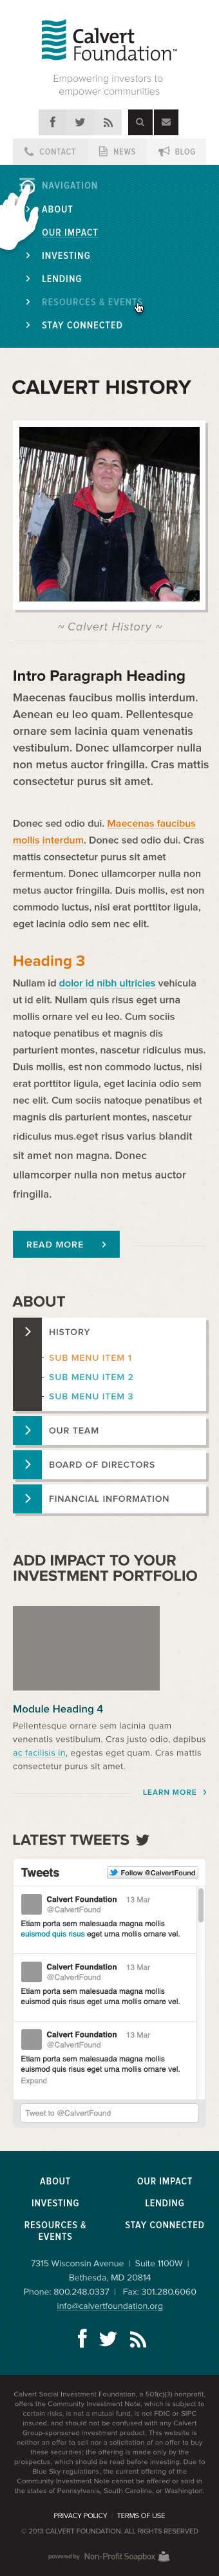 Calvert
Foundation™
Empowering investors to
empower communities
CONTACT NEWS BLOG
NAVIGATION
ABOUT
OUR IMPACT
INVESTING
LENDING
RESOURCES & EVENTS
STAY CONNECTED
CALVERT HISTORY
~ Calvert History ~
Intro Paragraph Heading
Maecenas faucibus mollis interdum.
Aenean eu leo quam. Pellentesque
ornare sem lacinia quam venenatis
vestibulum. Donec ullamcorper nulla
non metus auctor fringilla. Cras mattis
consectetur purus sit amet.
Donec sed odio dui. Maecenas faucibus
mollis interdum. Donec sed odio dui. Cras
mattis consectetur purus sit amet
fermentum. Donec ullamcorper nulla non
metus auctor fringilla. Duis mollis, est non
commodo luctus, nisi erat porttitor ligula,
eget lacinia odio sem nec elit.
Heading 3
Nullam id dolor id nibh ultricies vehicula
ut id elit. Nullam quis risus eget urna
mollis ornare vel eu leo. Cum sociis
natoque penatibus et magnis dis
parturient montes, nascetur ridiculus mus.
Duis mollis, est non commodo luctus, nisi
erat porttitor ligula, eget lacinia odio sem
nec elit. Cum sociis natoque penatibus et
magnis dis parturient montes, nascetur
ridiculus mus.eget risus varius blandit
sit amet non magna. Donec
ullamcorper nulla non metus auctor
fringilla.
READ MORE
ABOUT
HISTORY
- SUB MENU ITEM 1
- SUB MENU ITEM 2
- SUB MENU ITEM 3
OUR TEAM
BOARD OF DIRECTORS
FINANCIAL INFORMATION
ADD IMPACT TO YOUR
INVESTMENT PORTFOLIO
Module Heading 4
Pellentesque ornare sem lacinia quam
venenatis vestibulum. Cras justo odio, dapibus
ac facilisis in, egestas eget quam. Cras mattis
consectetur purus sit amet.
LEARN MORE
LATEST TWEETS
Tweets Follow @CalvertFound
Calvert Foundation 13 Mar
@CalvertFound
Etiam porta sem malesuada magna mollis
euismod quis risus eget urna mollis ornare vel.
Calvert Foundation 13 Mar
@CalvertFound
Etiam porta sem malesuada magna mollis
euismod quis risus eget urna mollis ornare vel.
Calvert Foundation 13 Mar
@CalvertFound
Etiam porta sem malesuada magna mollis
euismod quis risus eget urna mollis ornare vel.
Expand
Tweet to @CalvertFound
ABOUT OUR IMPACT
INVESTING LENDING
RESOURCES & STAY CONNECTED
EVENTS
7315 Wisconsin Avenue | Suite 1100W |
Bethesda, MD 20814
Phone: 800.248.0337 | Fax: 301.280.6060
info@calvertfoundation.org
Calvert Social Investment Foundation, a 501(c)(3) nonprofit,
offers the Community Investment Note, which is subject to
certain risks, is not a mutual fund, is not FDIC or SIPC
insured, and should not be confused with any Calvert
Group-sponsored investment product. This website is
neither an offer to sell nor a solicitation of an offer to buy
these securities; the offering is made only by the
prospectus, which should be read before investing. Due to
Blue Sky regulations, the current offering of the
Community Investment Note cannot be offered or sold in
the states of Pennsylvania, South Carolina, or Washington.
PRIVACY POLICY TERMS OF USE
© 2013 CALVERT FOUNDATION. ALL RIGHTS RESERVED
powered by Non-Profit Soapbox